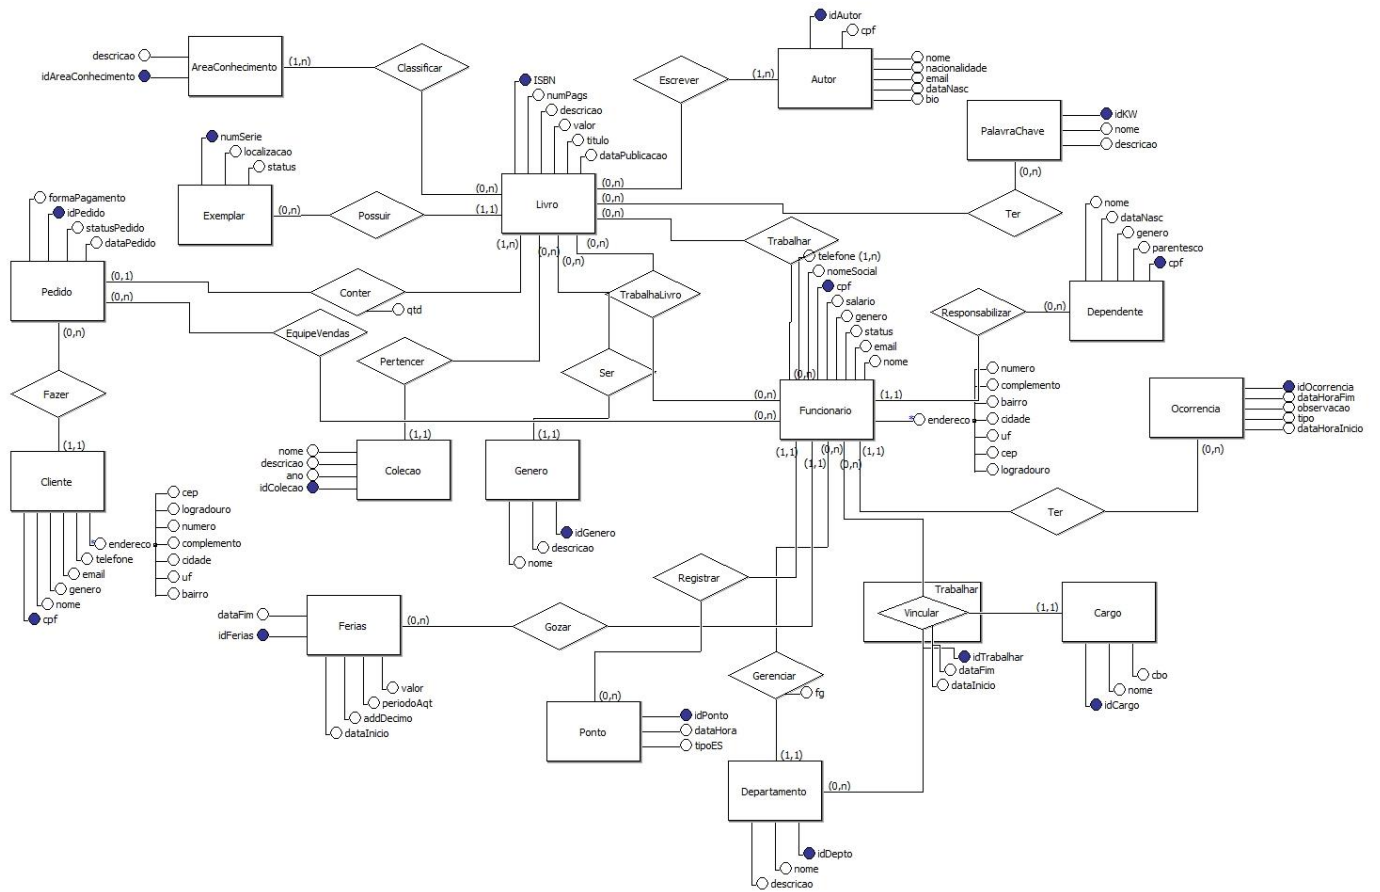 idAutor
cpf
descricao
AreaConhecimento
(1,n)
Classificar
idAreaConhecimento
Escrever
(1,n)
Autor
nome
nacionalidade
email
dataNasc
bio
ISBN
numPags
descricao
valor
titulo
dataPublicacao
PalavraChave
idKW
nome
descricao
(0,n)
numSerie
localizacao
status
Exemplar
(0,n)
Possuir
(1,1)
(0,n)
Livro
(0,n)
(0,n)
(0,n)
Ter
formaPagamento
idPedido
statusPedido
dataPedido
(1,n)
(0,n)
(0,n)
(0,n)
Trabalhar
nome
dataNasc
genero
parentesco
cpf
Pedido
(0,1)
(0,n)
(0,n)
Conter
qtd
EquipeVendas
TrabalhaLivro
telefone (1,n)
nomeSocial
cpf
salario
genero
status
email
nome
Responsabilizar
(0,n)
Dependente
Pertencer
Ser
(0,n)
Fazer
(1,1)
(0,n)
(0,n)
Funcionario
(1,1)
endereco
numero
complemento
bairro
cidade
uf
cep
logradouro
Ocorrencia
idOcorrencia
dataHoraFim
observacao
tipo
dataHoraInicio
(0,n)
Cliente
nome
descricao
ano
idColecao
(1,1)
Colecao
(1,1)
Genero
(1,1)
(1,1)
(0,n)
(0,n)
(1,1)
Ter
cep
logradouro
numero
complemento
cidade
uf
bairro
endereco
telefone
email
genero
nome
cpf
idGenero
descricao
nome
Registrar
dataFim
idFerias
Ferias
(0,n)
Gozar
Trabalhar
Vincular
(1,1)
Cargo
idTrabalhar
dataFim
dataInicio
cbo
nome
idCargo
valor
periodoAqt
addDecimo
dataInicio
Gerenciar
fg
(0,n)
Ponto
idPonto
dataHora
tipoES
(1,1)
Departamento
(0,n)
idDepto
nome
descricao